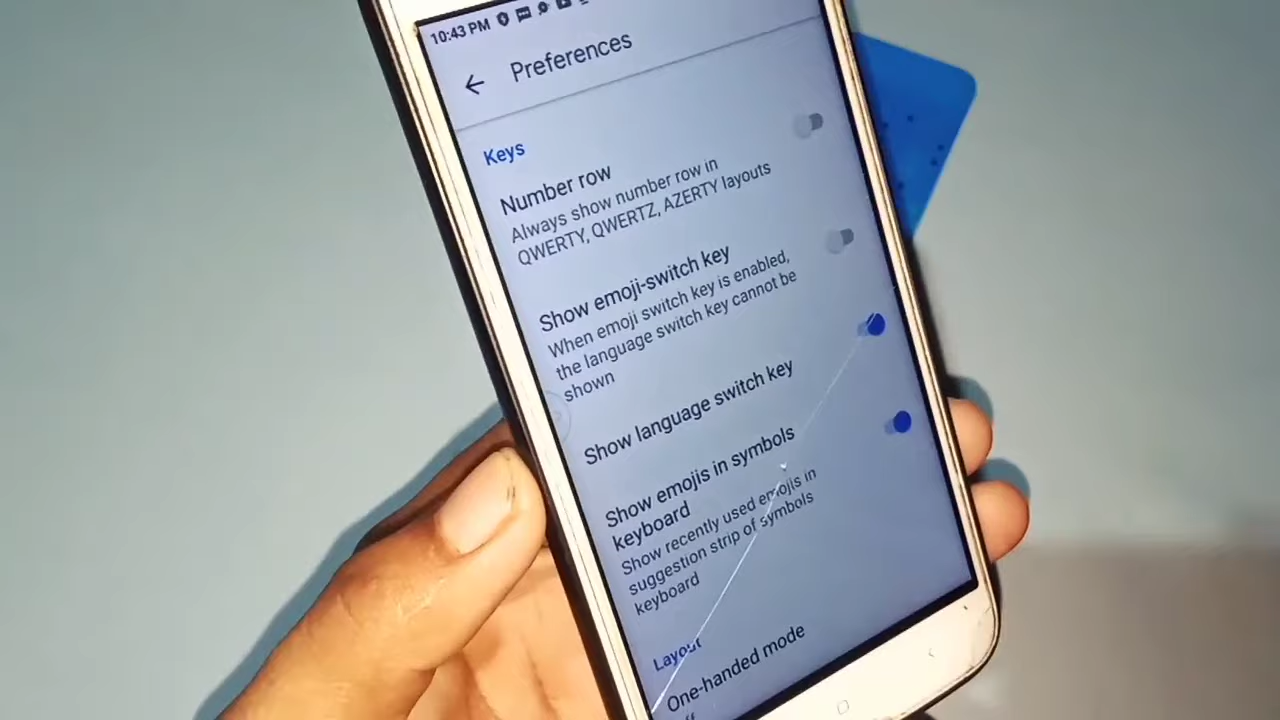 10:43 PM
Preferences
Keys
Number row
Always show number row in
QWERTY, QWERTZ, AZERTY layouts
Show emoji-switch key
When emoji switch key is enabled,
the language switch key cannot be
shown
Show language switch key
Show emojis in symbols
keyboard
Show recently used emojis in
suggestion strip of symbols
keyboard
Layout
One-handed mode